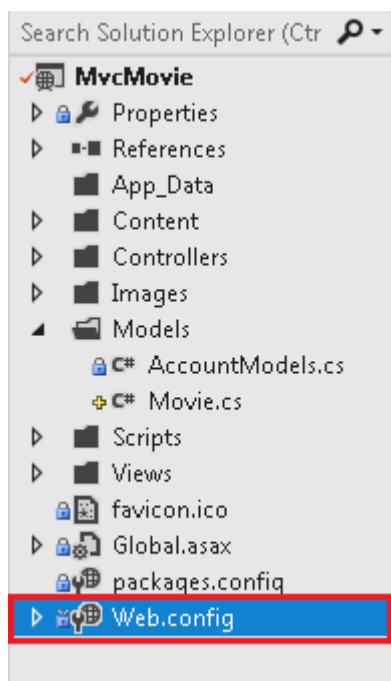 Search Solution Explorer (Ctr
MvcMovie
Properties
References
App_Data
Content
Controllers
Images
Models
C# AccountModels.cs
C# Movie.cs
Scripts
Views
favicon.ico
Global.asax
packages.config
Web.config